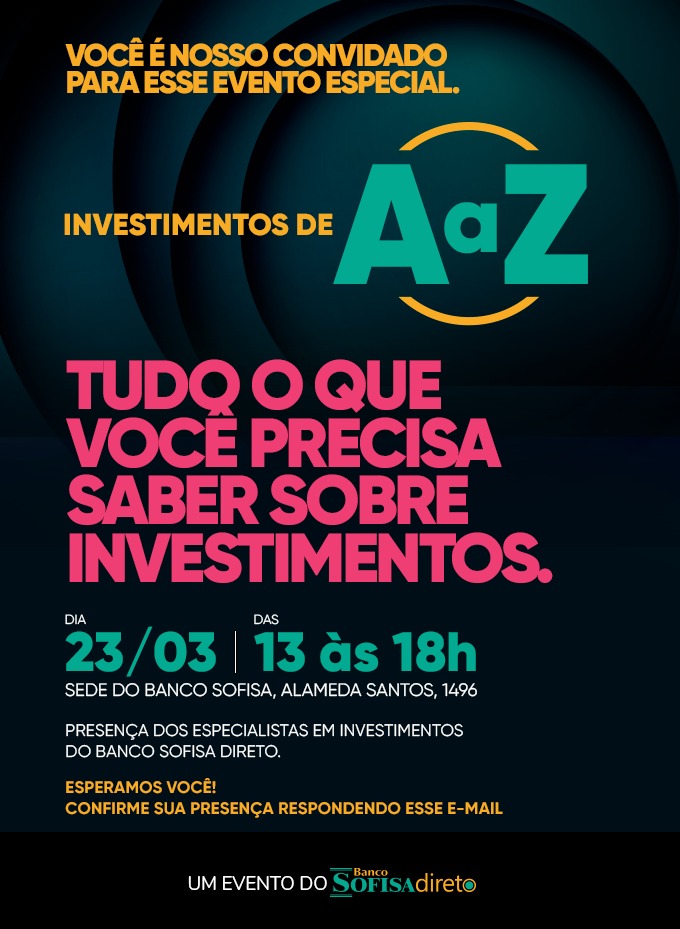 VOCÊ É NOSSO CONVIDADO
PARA ESSE EVENTO ESPECIAL.
INVESTIMENTOS DE AaZ
TUDO O QUE
VOCÊ PRECISA
SABER SOBRE
INVESTIMENTOS.
DIA DAS
23/03 | 13 às 18h
SEDE DO BANCO SOFISA, ALAMEDA SANTOS, 1496
PRESENÇA DOS ESPECIALISTAS EM INVESTIMENTOS
DO BANCO SOFISA DIRETO.
ESPERAMOS VOCÊ!
CONFIRME SUA PRESENÇA RESPONDENDO ESSE E-MAIL
UM EVENTO DO Banco SOFISAdireto